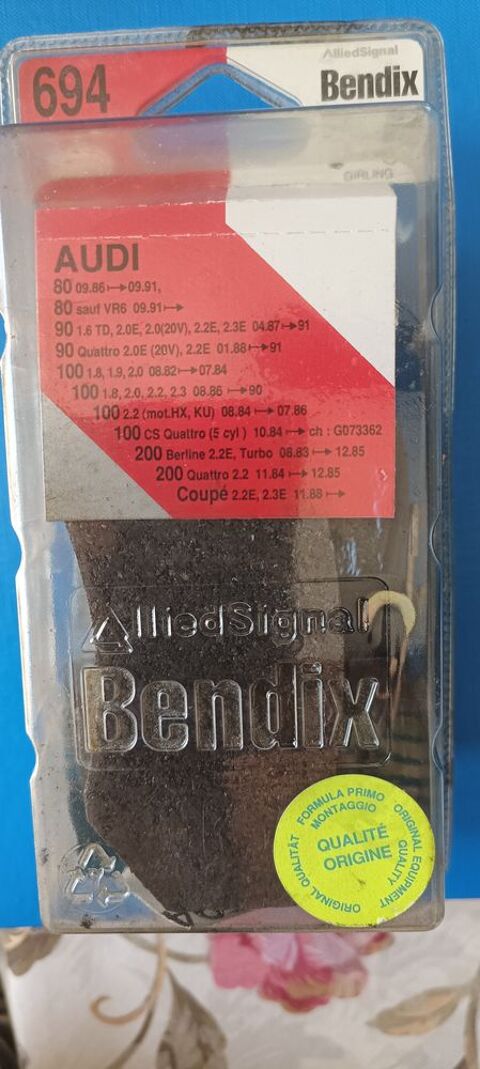 694
AlliedSignal
Bendix
GIRLING
AUDI
80 09.86 → 09.91,
80 sauf VR6 09.91 →
90 1.6 TD, 2.0E, 2.0(20V), 2.2E, 2.3E 04.87 → 91
90 Quattro 2.0E (20V), 2.2E 01.88 → 91
100 1.8, 1.9, 2.0 08.82 → 07.84
100 1.8, 2.0, 2.2, 2.3 08.86 → 90
100 2.2 (mot.HX, KU) 08.84 → 07.86
100 CS Quattro (5 cyl ) 10.84 → ch : G073362
200 Berline 2.2E, Turbo 08.83 → 12.85
200 Quattro 2.2 11.84 → 12.85
Coupé 2.2E, 2.3E 11.88 →
AlliedSignal
Bendix
FORMULA PRIMO
MONTAGGIO
ORIGINAL EQUIPMENT
QUALITY
ORIGINAL QUALITÄT
QUALITÉ
ORIGINE